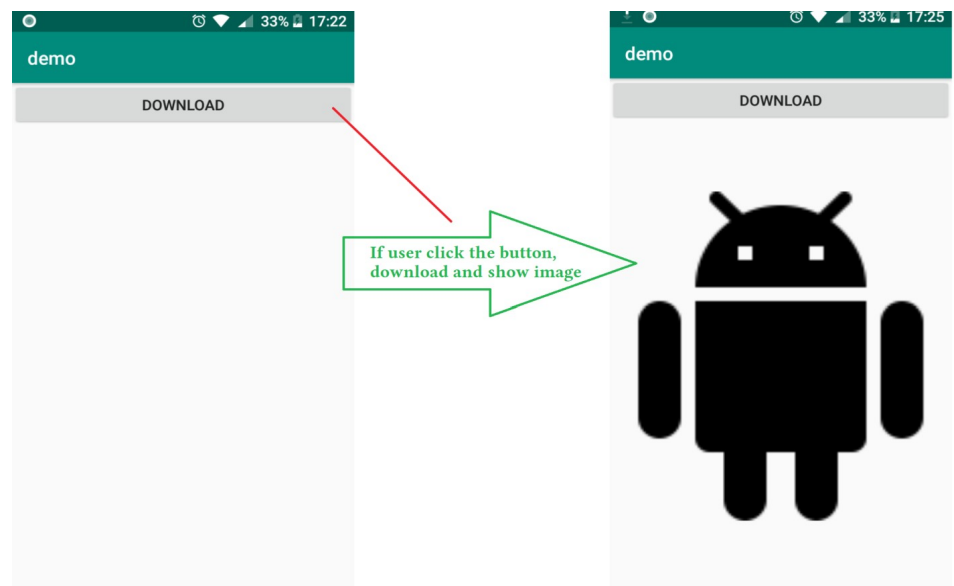 33% 17:22
demo
DOWNLOAD
If user click the button,
download and show image
33% 17:25
demo
DOWNLOAD